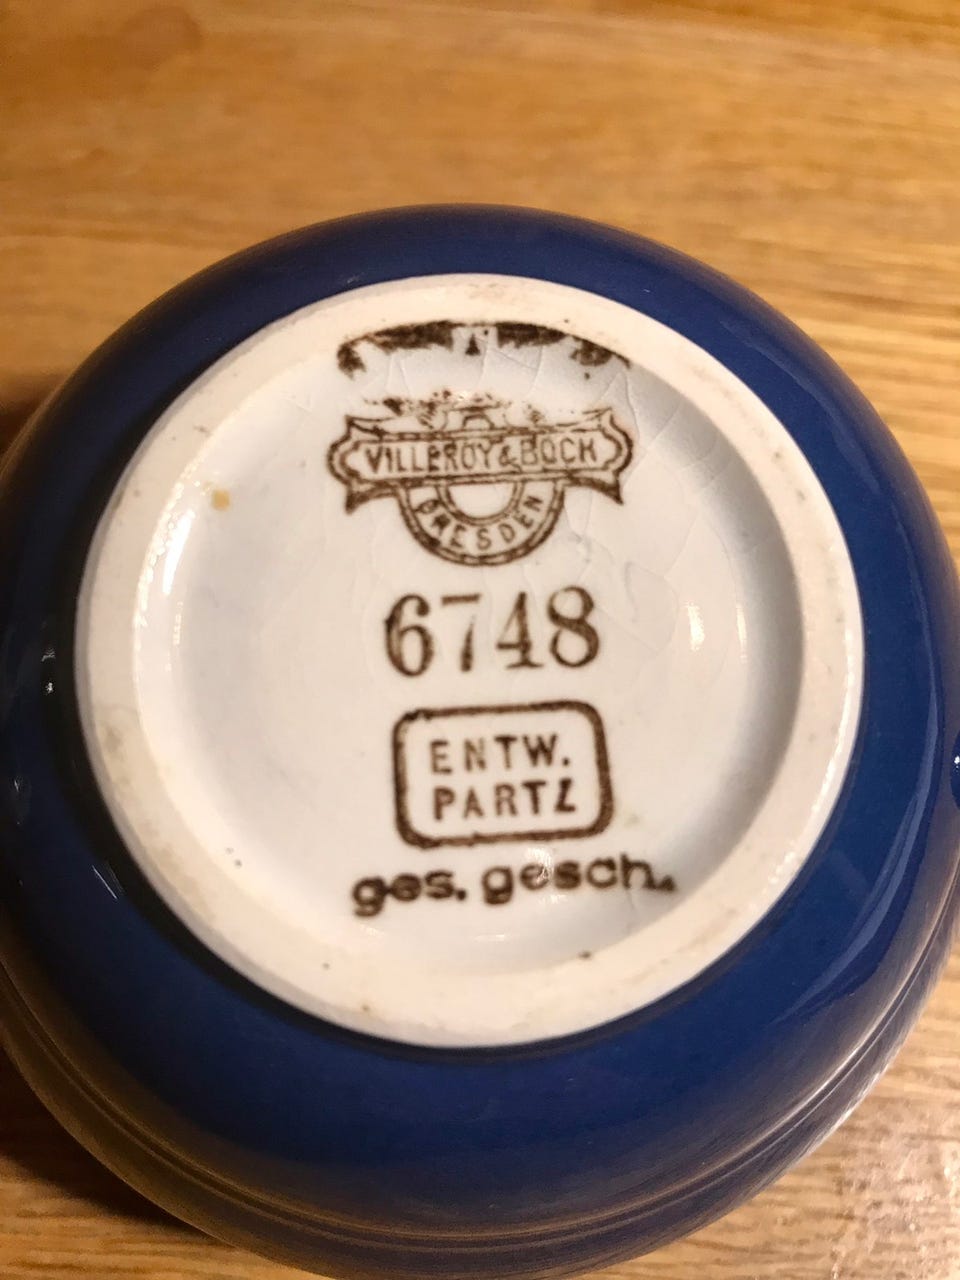 VILLEROY & BOCH
DRESDEN
6748
ENTW.
PARTZ
ges. gesch.